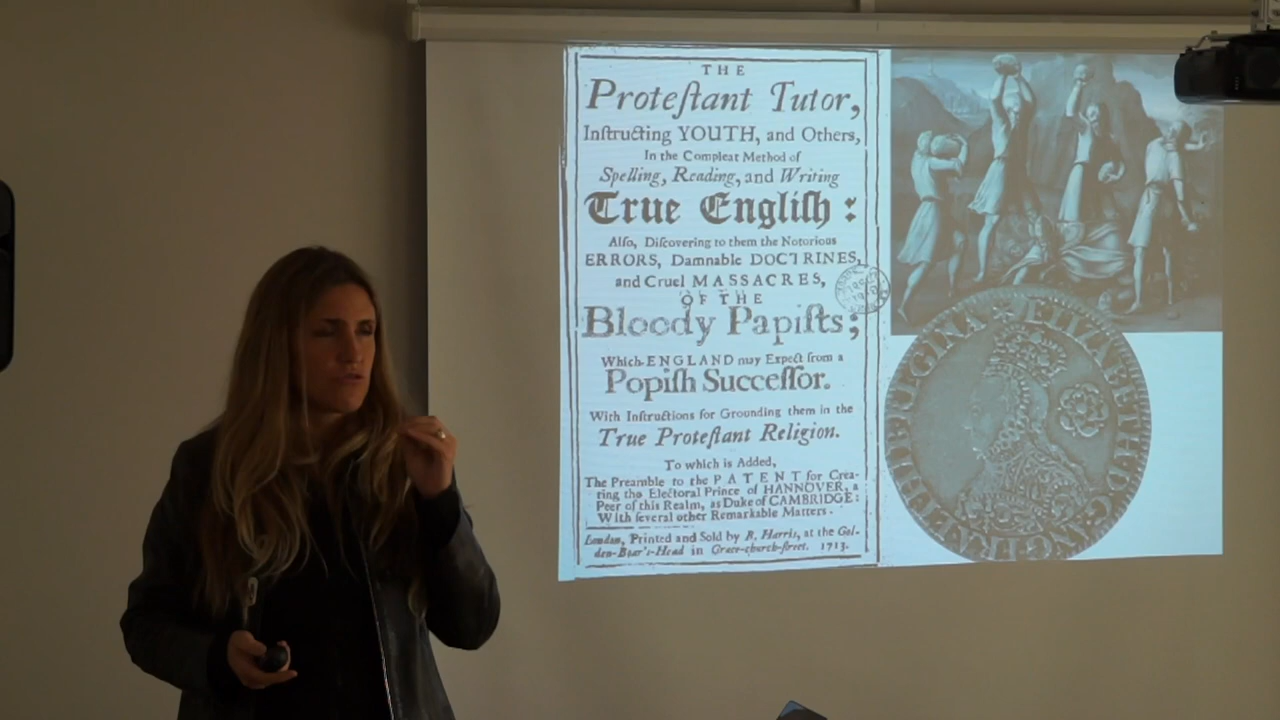 THE
Proteſtant Tutor,
Inſtructing YOUTH, and Others,
In the Compleat Method of
Spelling, Reading, and Writing
True Engliſh :
Alſo, Diſcovering to them the Notorious
ERRORS, Damnable DOCTRINES,
and Cruel MASSACRES,
OF THE
Bloody Papiſts;
Which ENGLAND may Expect from a
Popiſh Succeſſor.
With Inſtructions for Grounding them in the
True Proteſtant Religion.
To which is Added,
The Preamble to the PATENT for Crea-
ting the Electoral Prince of HANNOVER, a
Peer of this Realm, as Duke of CAMBRIDGE:
With ſeveral other Remarkable Matters.
London, Printed and Sold by R. Harris, at the Gol-
den-Boar's-Head in Grace-church-ſtreet. 1713.
ELIZABETH
REGINA